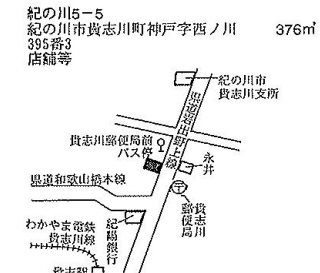 紀の川5-5
紀の川市貴志川町神戸字西ノ川 376㎡
395番3
店舗等
紀の川市
貴志川支所
県道岩出野上線
貴志川郵便局前
バス停
永井
県道和歌山橋本線
貴志川
郵便局
わかやま電鉄
貴志川線
紀陽銀行
貴志駅